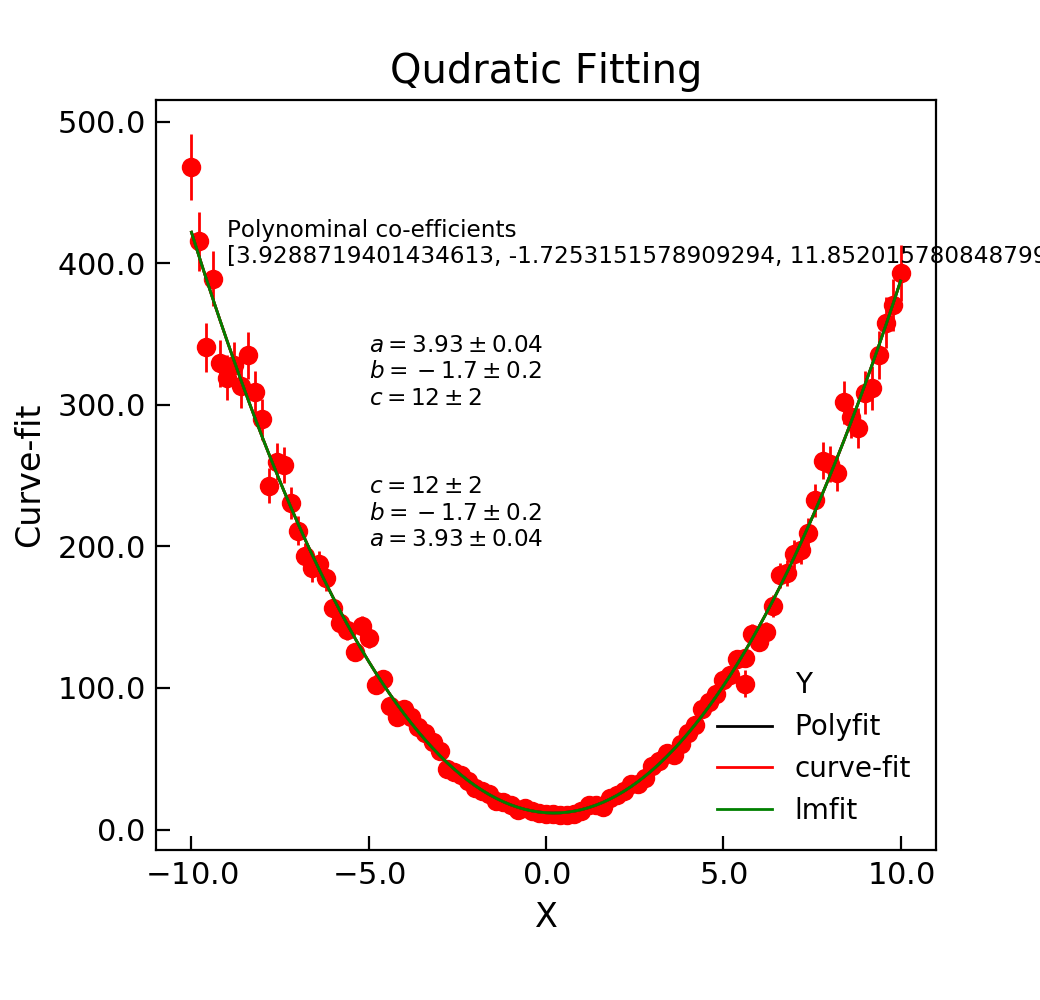 Qudratic Fitting
500.0
Polynominal co-efficients
[3.9288719401434613, -1.7253151578909294, 11.852015780848799
400.0
a = 3.93 ± 0.04
b = − 1.7 ± 0.2
c = 12 ± 2
300.0
c = 12 ± 2
b = − 1.7 ± 0.2
a = 3.93 ± 0.04
200.0
Curve-fit
100.0
Y
Polyfit
curve-fit
lmfit
0.0
−10.0 −5.0 0.0 5.0 10.0
X